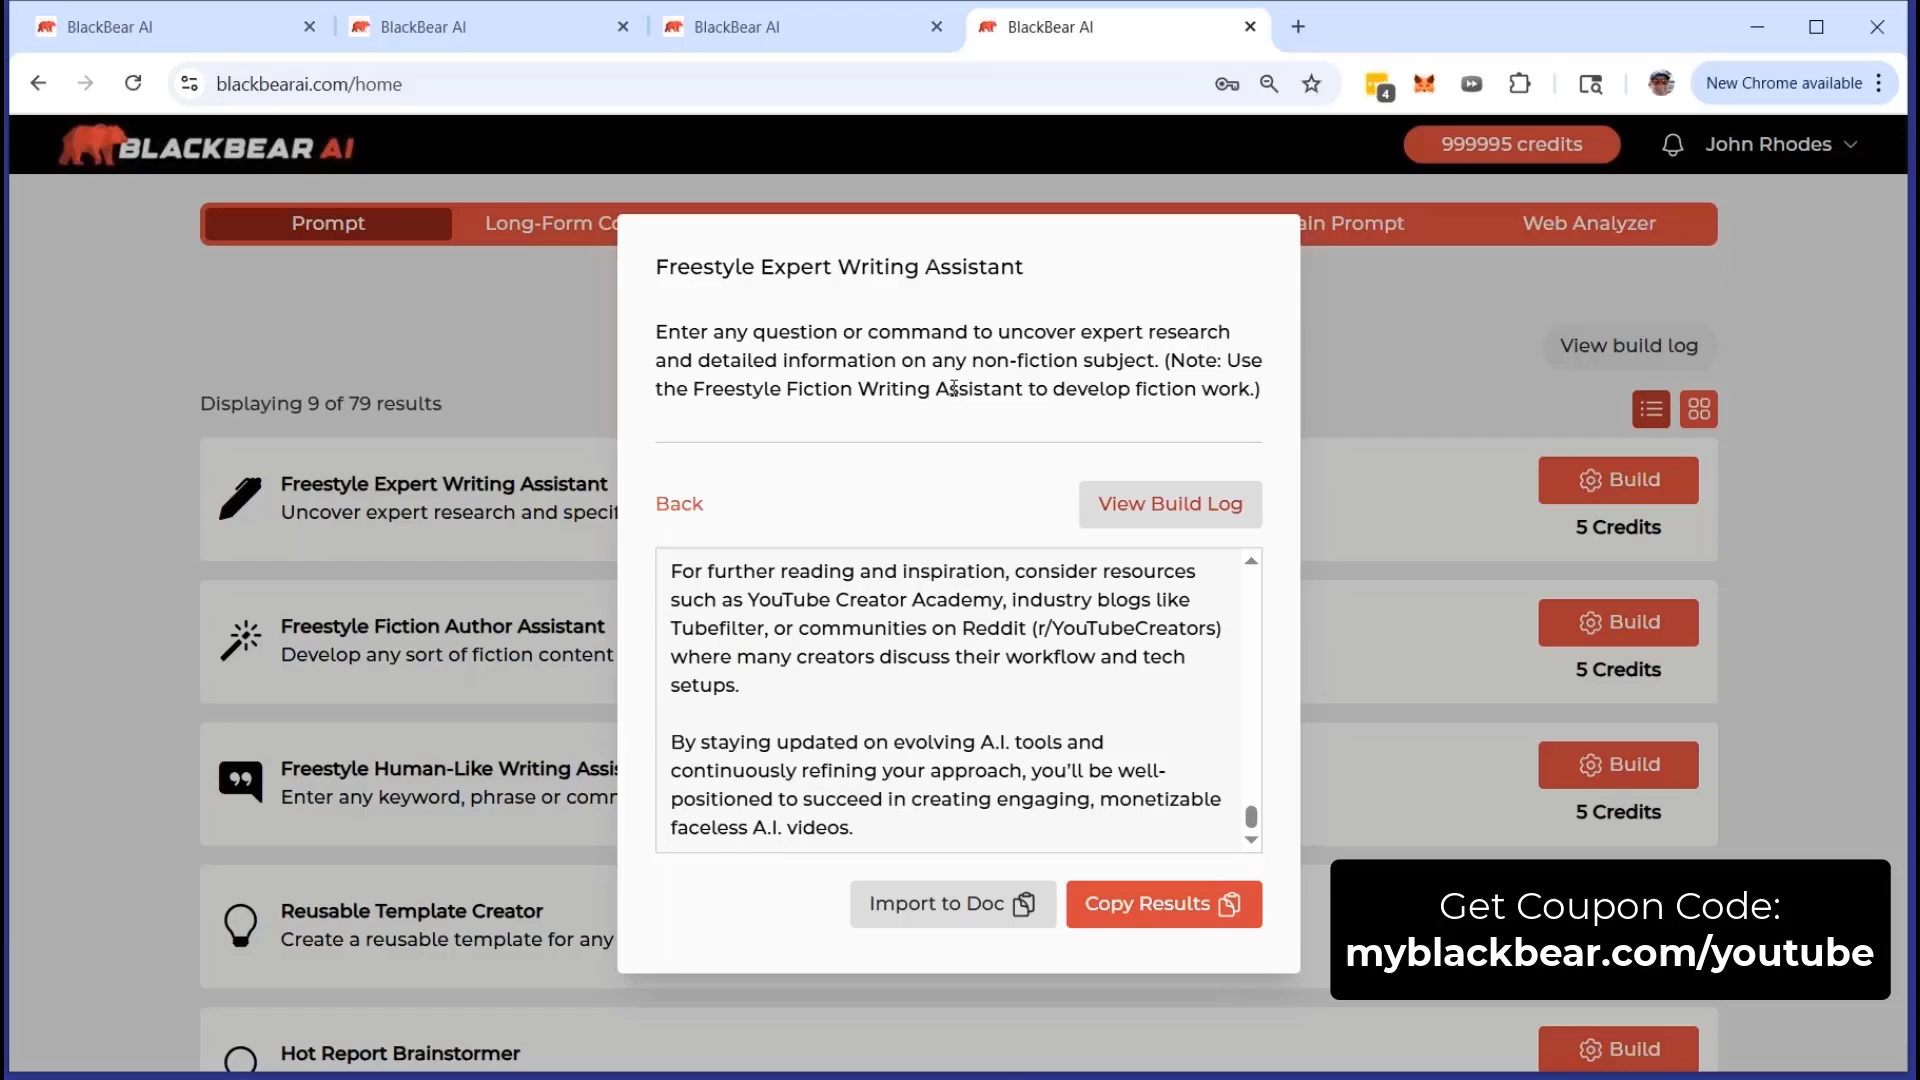 BlackBear AI
BlackBear AI
BlackBear AI
BlackBear AI
blackbearai.com/home
4
New Chrome available
BLACKBEAR AI
999995 credits
John Rhodes
Prompt
Long-Form Co
ain Prompt
Web Analyzer
View build log
Displaying 9 of 79 results
Freestyle Expert Writing Assistant
Uncover expert research and specif
Build
5 Credits
Freestyle Fiction Author Assistant
Develop any sort of fiction content
Build
5 Credits
Freestyle Human-Like Writing Assis
Enter any keyword, phrase or comm
Build
5 Credits
Reusable Template Creator
Create a reusable template for any
Hot Report Brainstormer
Build
Freestyle Expert Writing Assistant
Enter any question or command to uncover expert research
and detailed information on any non-fiction subject. (Note: Use
the Freestyle Fiction Writing Assistant to develop fiction work.)
Back
View Build Log
For further reading and inspiration, consider resources
such as YouTube Creator Academy, industry blogs like
Tubefilter, or communities on Reddit (r/YouTubeCreators)
where many creators discuss their workflow and tech
setups.
By staying updated on evolving A.I. tools and
continuously refining your approach, you'll be well-
positioned to succeed in creating engaging, monetizable
faceless A.I. videos.
Import to Doc
Copy Results
Get Coupon Code:
myblackbear.com/youtube